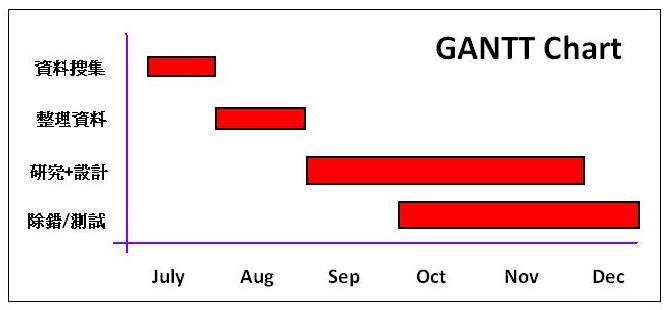 GANTT Chart
資料搜集
整理資料
研究+設計
除錯/測試
July Aug Sep Oct Nov Dec